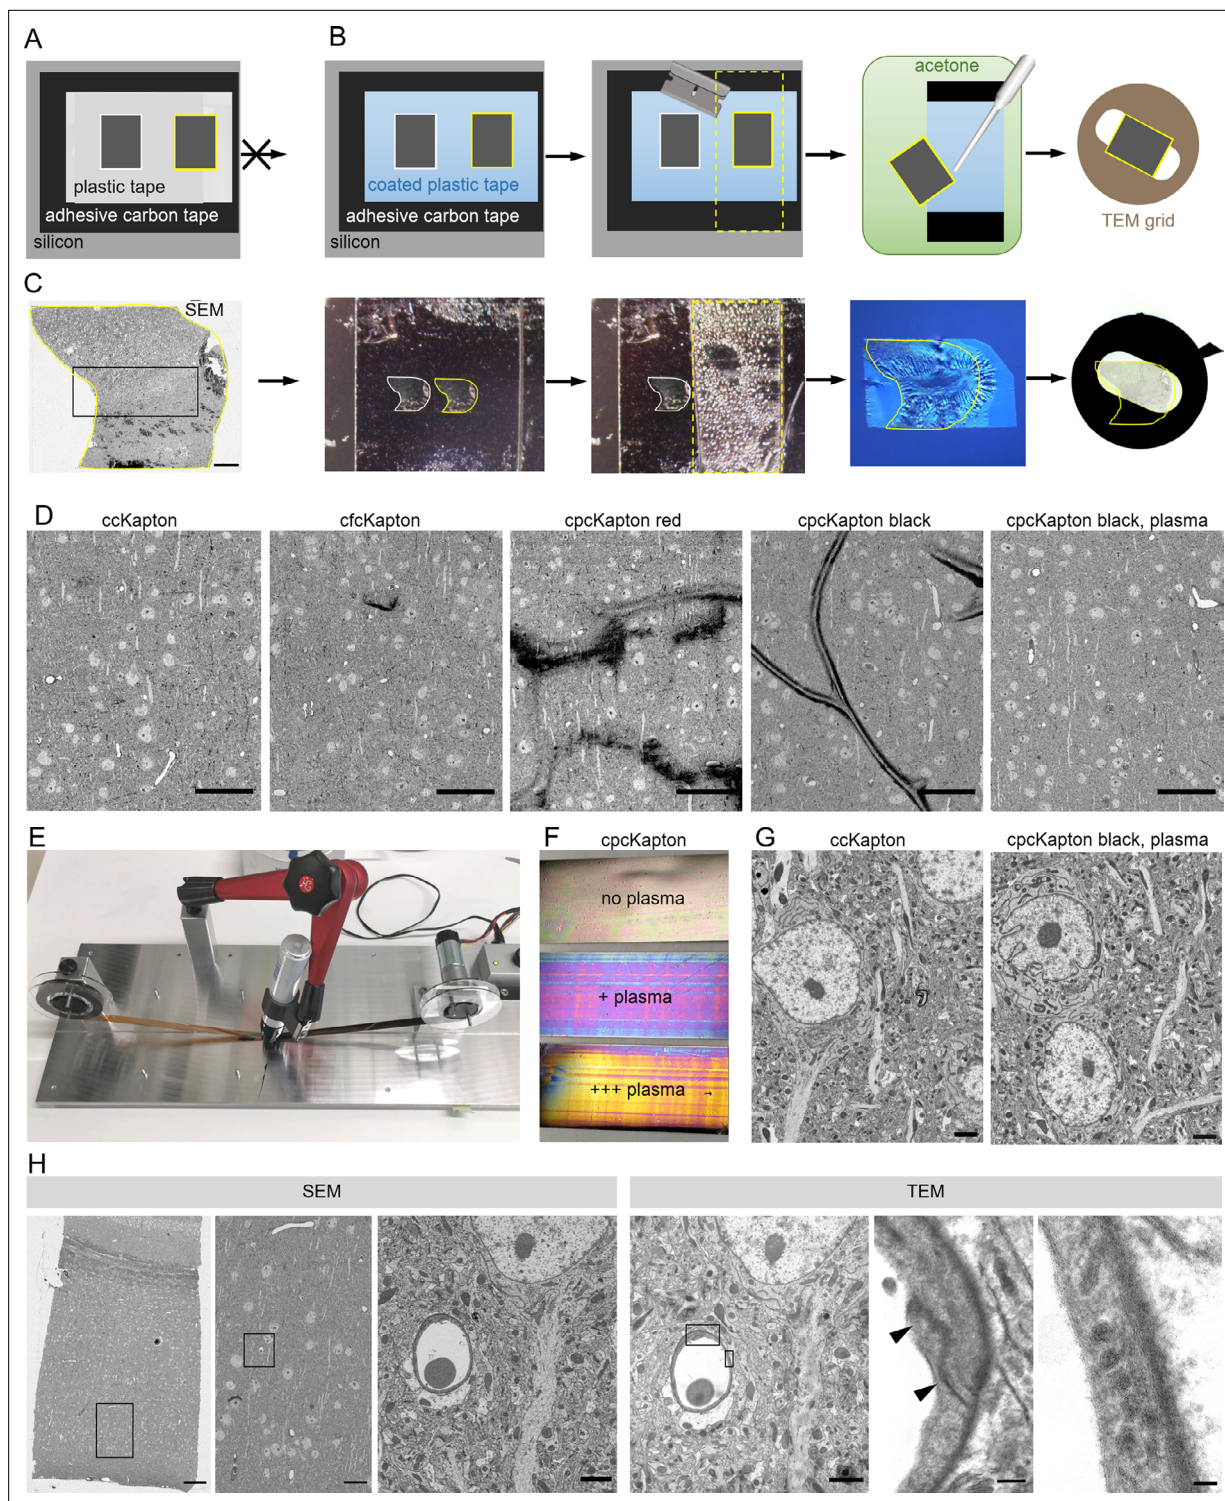 A
B
plastic tape
adhesive carbon tape
silicon
coated plastic tape
adhesive carbon tape
silicon
acetone
TEM grid
C
SEM
D
ccKapton
cfcKapton
cpcKapton red
cpcKapton black
cpcKapton black, plasma
E
F
cpcKapton
no plasma
+ plasma
+++ plasma
G
ccKapton
cpcKapton black, plasma
H
SEM
TEM